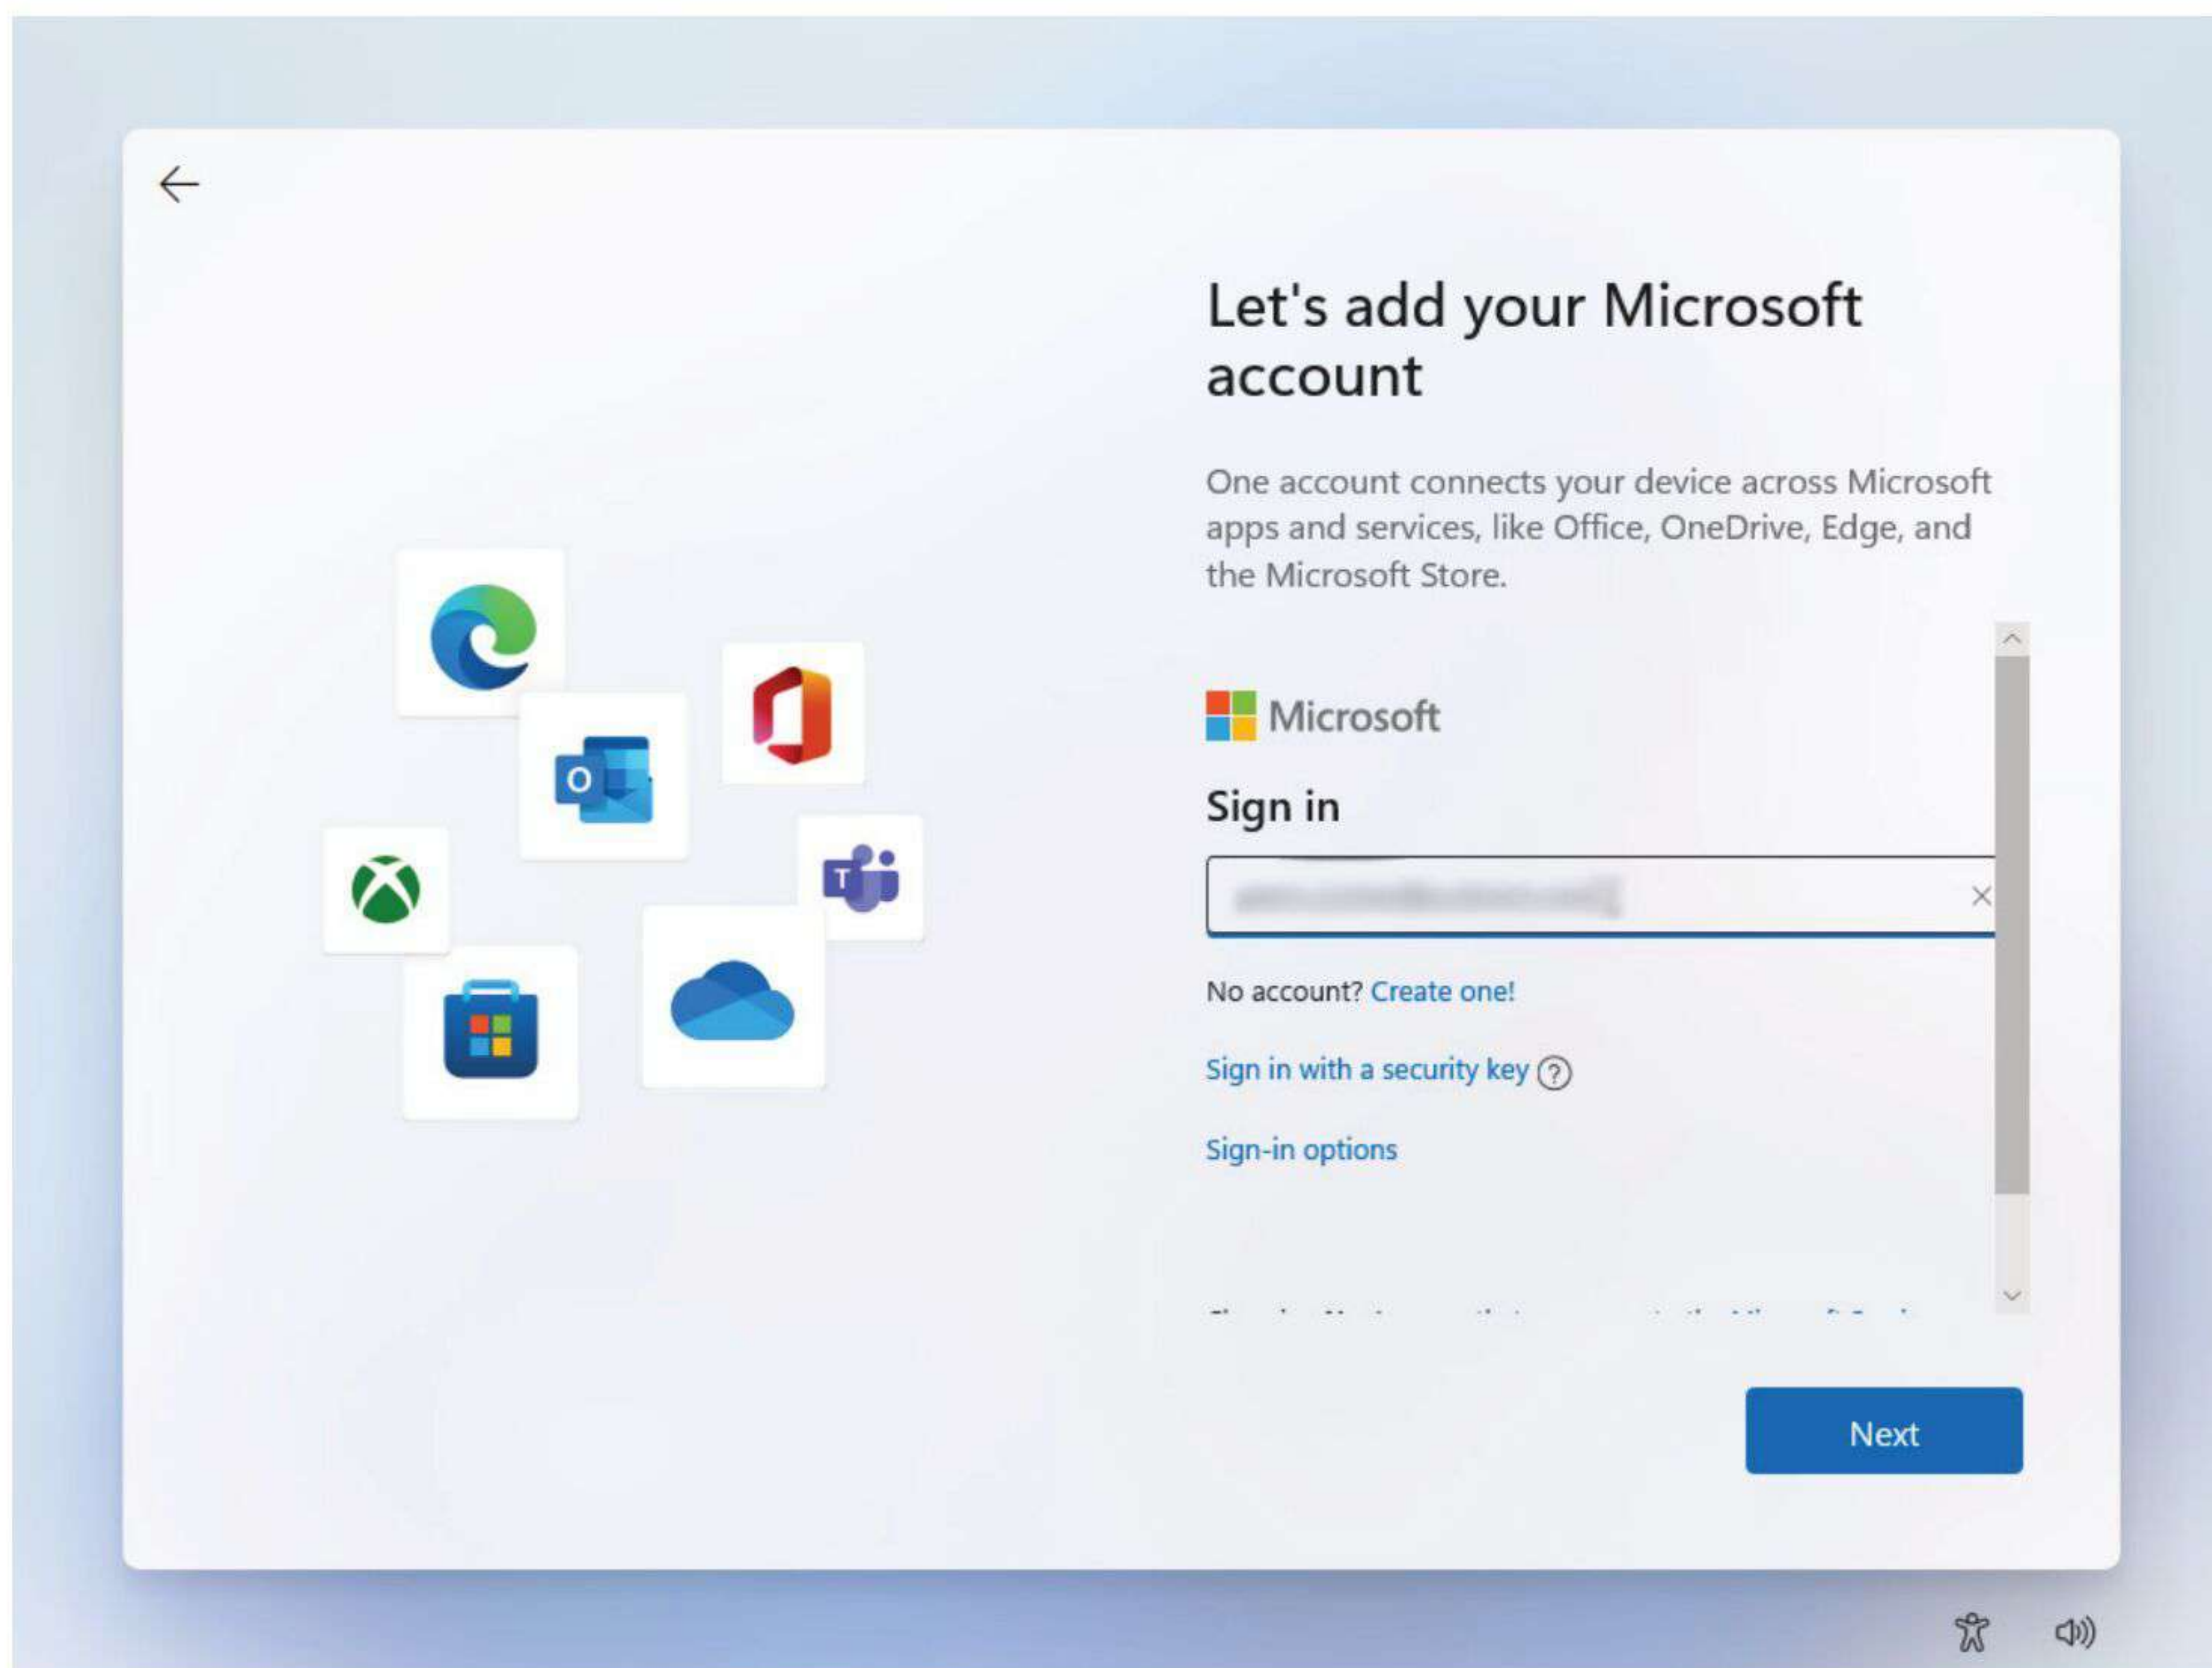 Let's add your Microsoft
account
One account connects your device across Microsoft
apps and services, like Office, OneDrive, Edge, and
the Microsoft Store.
Microsoft
Sign in
No account? Create one!
Sign in with a security key
Sign-in options
Next
O
T